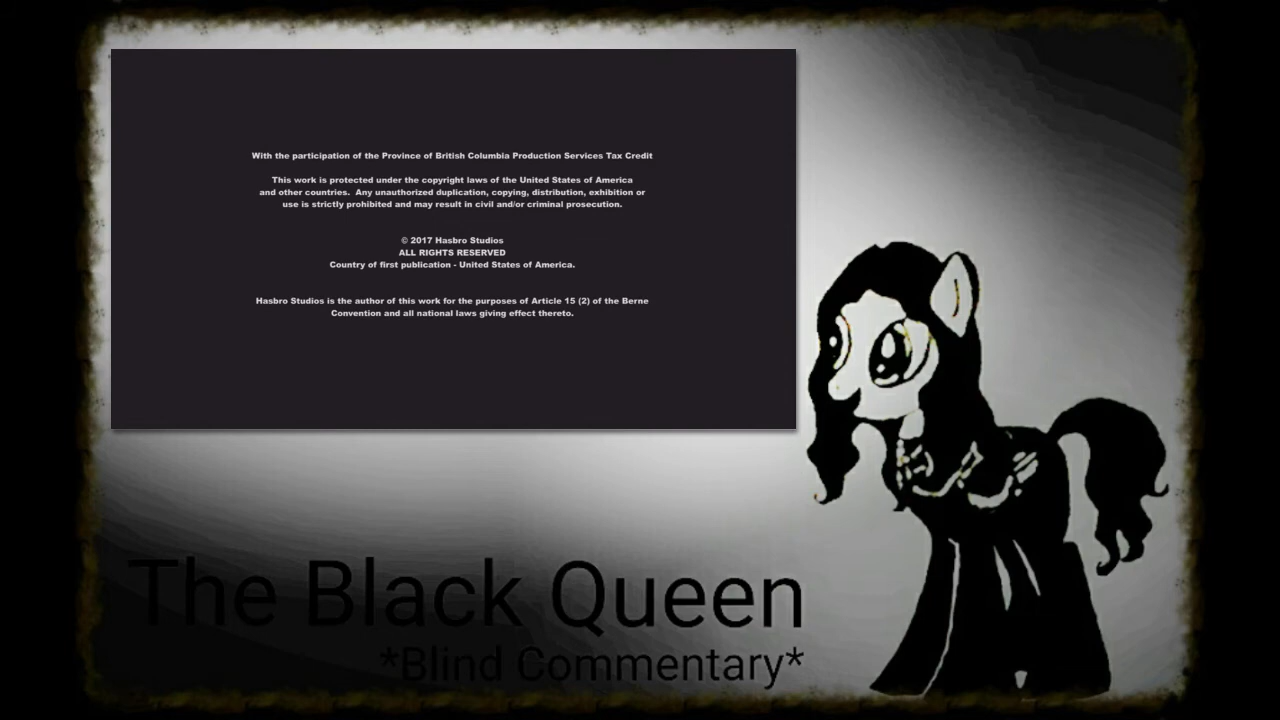 With the participation of the Province of British Columbia Production Services Tax Credit
This work is protected under the copyright laws of the United States of America
and other countries.  Any unauthorized duplication, copying, distribution, exhibition or
use is strictly prohibited and may result in civil and/or criminal prosecution.
© 2017 Hasbro Studios
ALL RIGHTS RESERVED
Country of first publication - United States of America.
Hasbro Studios is the author of this work for the purposes of Article 15 (2) of the Berne
Convention and all national laws giving effect thereto.
The Black Queen
*Blind Commentary*